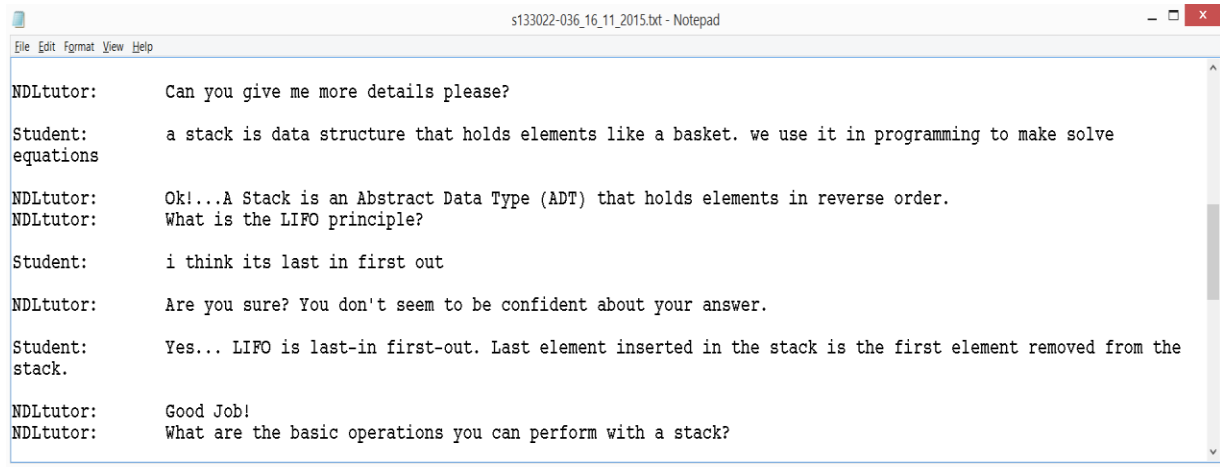 s133022-036_16_11_2015.txt - Notepad
File Edit Format View Help
NDLtutor: Can you give me more details please?
Student: a stack is data structure that holds elements like a basket. we use it in programming to make solve
equations
NDLtutor: Ok!...A Stack is an Abstract Data Type (ADT) that holds elements in reverse order.
NDLtutor: What is the LIFO principle?
Student: i think its last in first out
NDLtutor: Are you sure? You don't seem to be confident about your answer.
Student: Yes... LIFO is last-in first-out. Last element inserted in the stack is the first element removed from the
stack.
NDLtutor: Good Job!
NDLtutor: What are the basic operations you can perform with a stack?